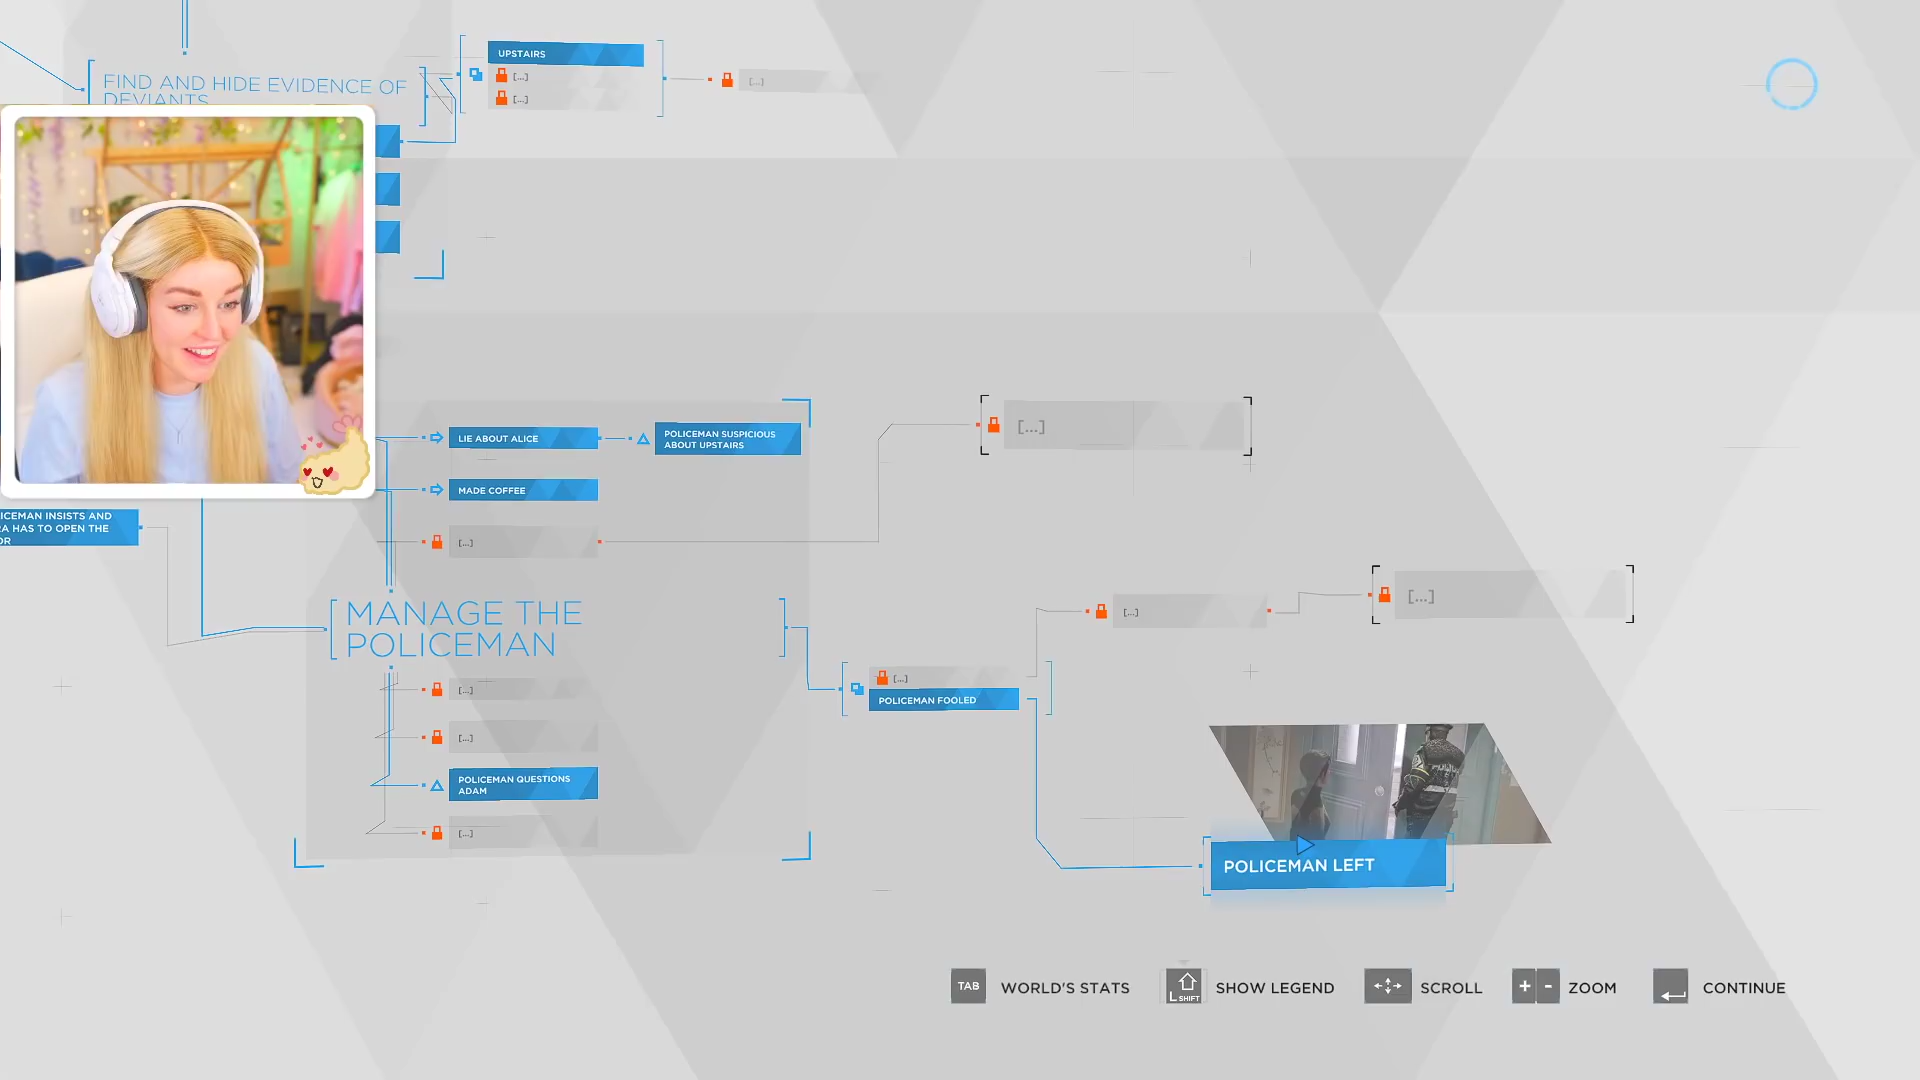 UPSTAIRS
FIND AND HIDE EVIDENCE OF
DEVIANTS
[...]
[...]
[...]
LIE ABOUT ALICE
POLICEMAN SUSPICIOUS
ABOUT UPSTAIRS
[...]
MADE COFFEE
ICEMAN INSISTS AND
RA HAS TO OPEN THE
OR
[...]
MANAGE THE
POLICEMAN
[...]
[...]
[...]
[...]
POLICEMAN FOOLED
[...]
POLICEMAN QUESTIONS
ADAM
[...]
POLICEMAN LEFT
TAB WORLD'S STATS
L SHIFT SHOW LEGEND
SCROLL
+ - ZOOM
CONTINUE